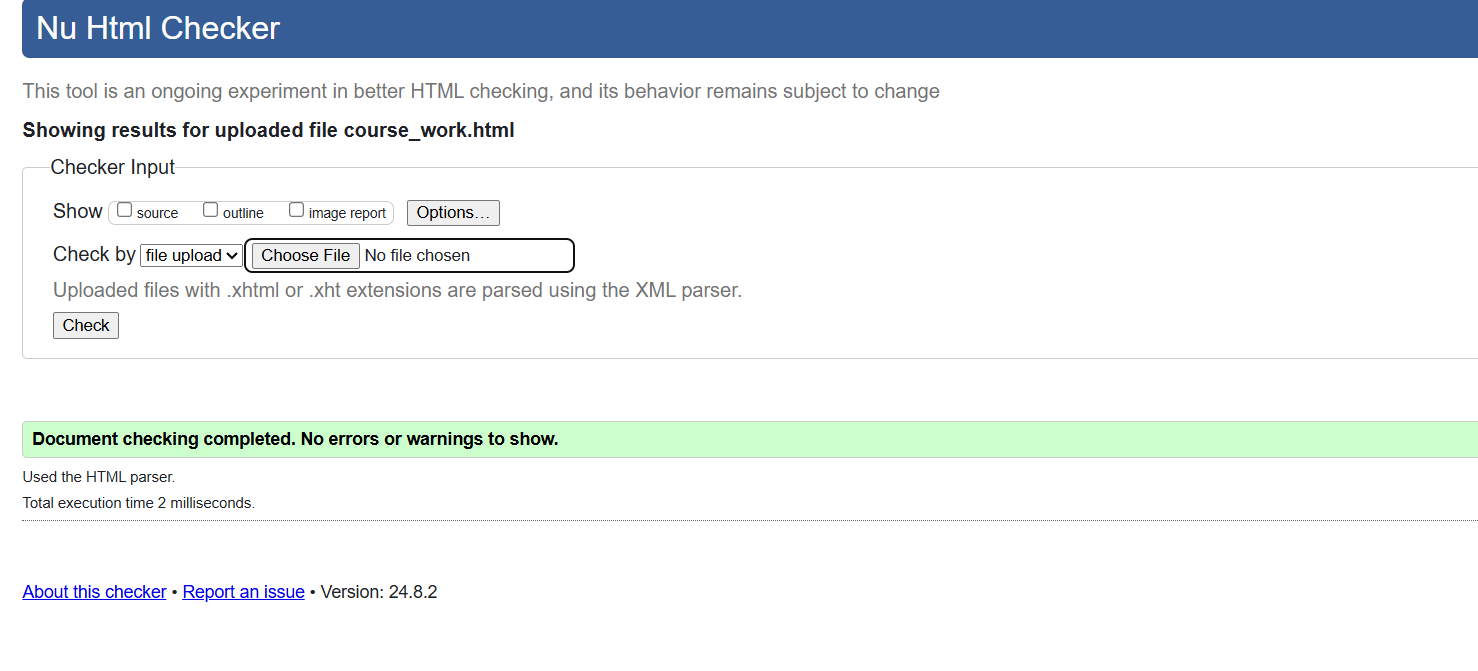 Nu Html Checker
This tool is an ongoing experiment in better HTML checking, and its behavior remains subject to change
Showing results for uploaded file course_work.html
Checker Input
Show source outline image report Options…
Check by file upload Choose File No file chosen
Uploaded files with .xhtml or .xht extensions are parsed using the XML parser.
Check
Document checking completed. No errors or warnings to show.
Used the HTML parser.
Total execution time 2 milliseconds.
About this checker • Report an issue • Version: 24.8.2